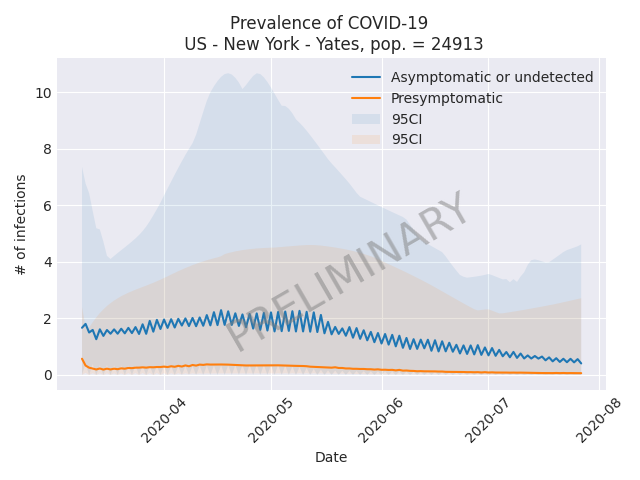 Prevalence of COVID-19
US - New York - Yates, pop. = 24913
Asymptomatic or undetected
Presymptomatic
95CI
95CI
# of infections
10
8
6
4
2
0
PRELIMINARY
2020-04
2020-05
2020-06
2020-07
2020-08
Date